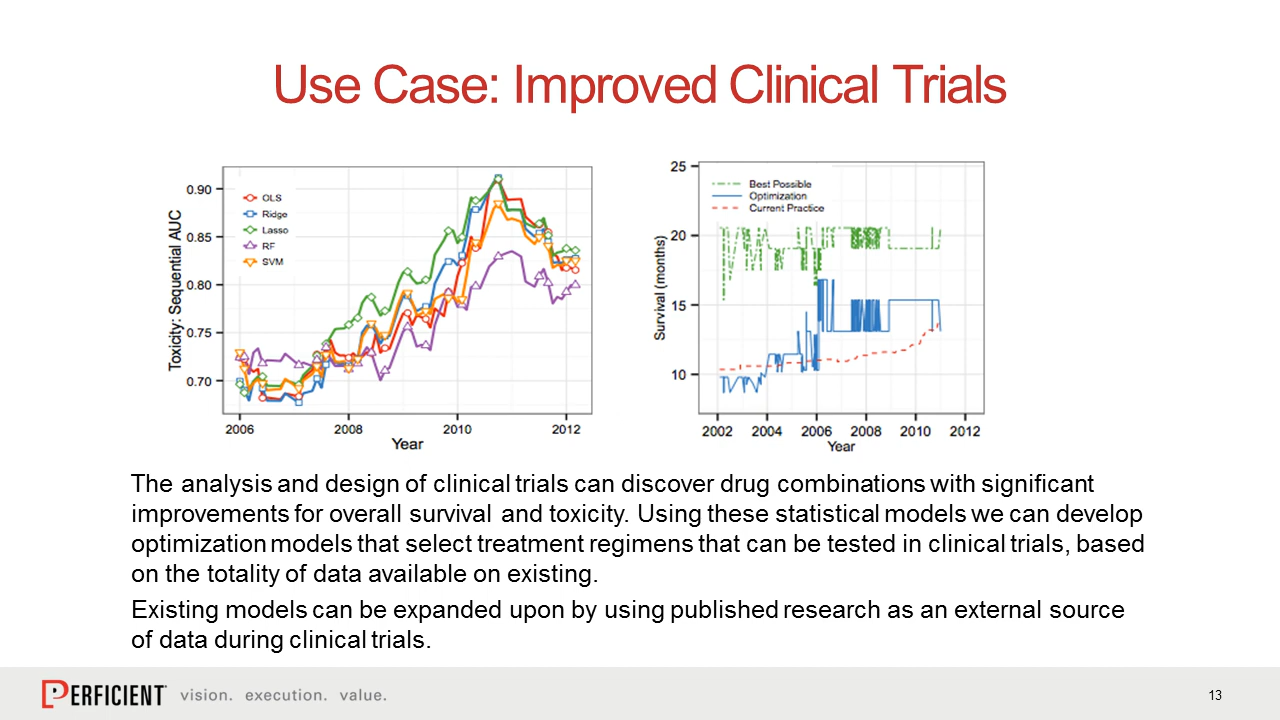 Use Case: Improved Clinical Trials
Toxicity: Sequential AUC
0.90
0.85
0.80
0.75
0.70
OLS
Ridge
Lasso
RF
SVM
2006
2008
2010
2012
Year
Survival (months)
25
20
15
10
Best Possible
Optimization
Current Practice
2002
2004
2006
2008
2010
2012
Year
The analysis and design of clinical trials can discover drug combinations with significant
improvements for overall survival and toxicity. Using these statistical models we can develop
optimization models that select treatment regimens that can be tested in clinical trials, based
on the totality of data available on existing.
Existing models can be expanded upon by using published research as an external source
of data during clinical trials.
PERFICIENT vision. execution. value.
13